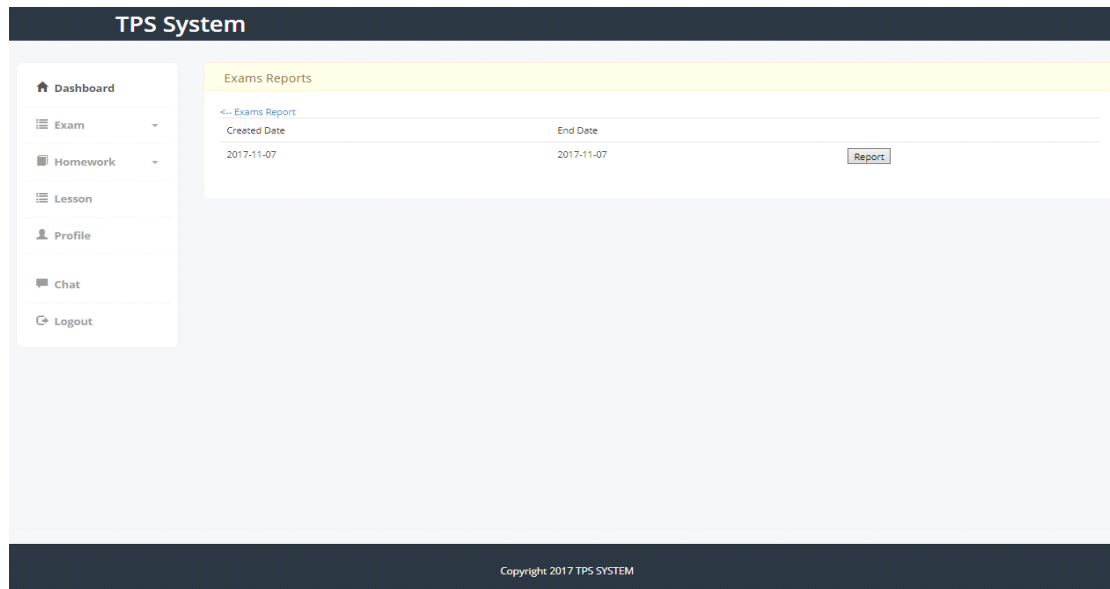 TPS System
Dashboard
Exam
Homework
Lesson
Profile
Chat
Logout
Exams Reports
<-- Exams Report
Created Date End Date
2017-11-07 2017-11-07 Report
Copyright 2017 TPS SYSTEM